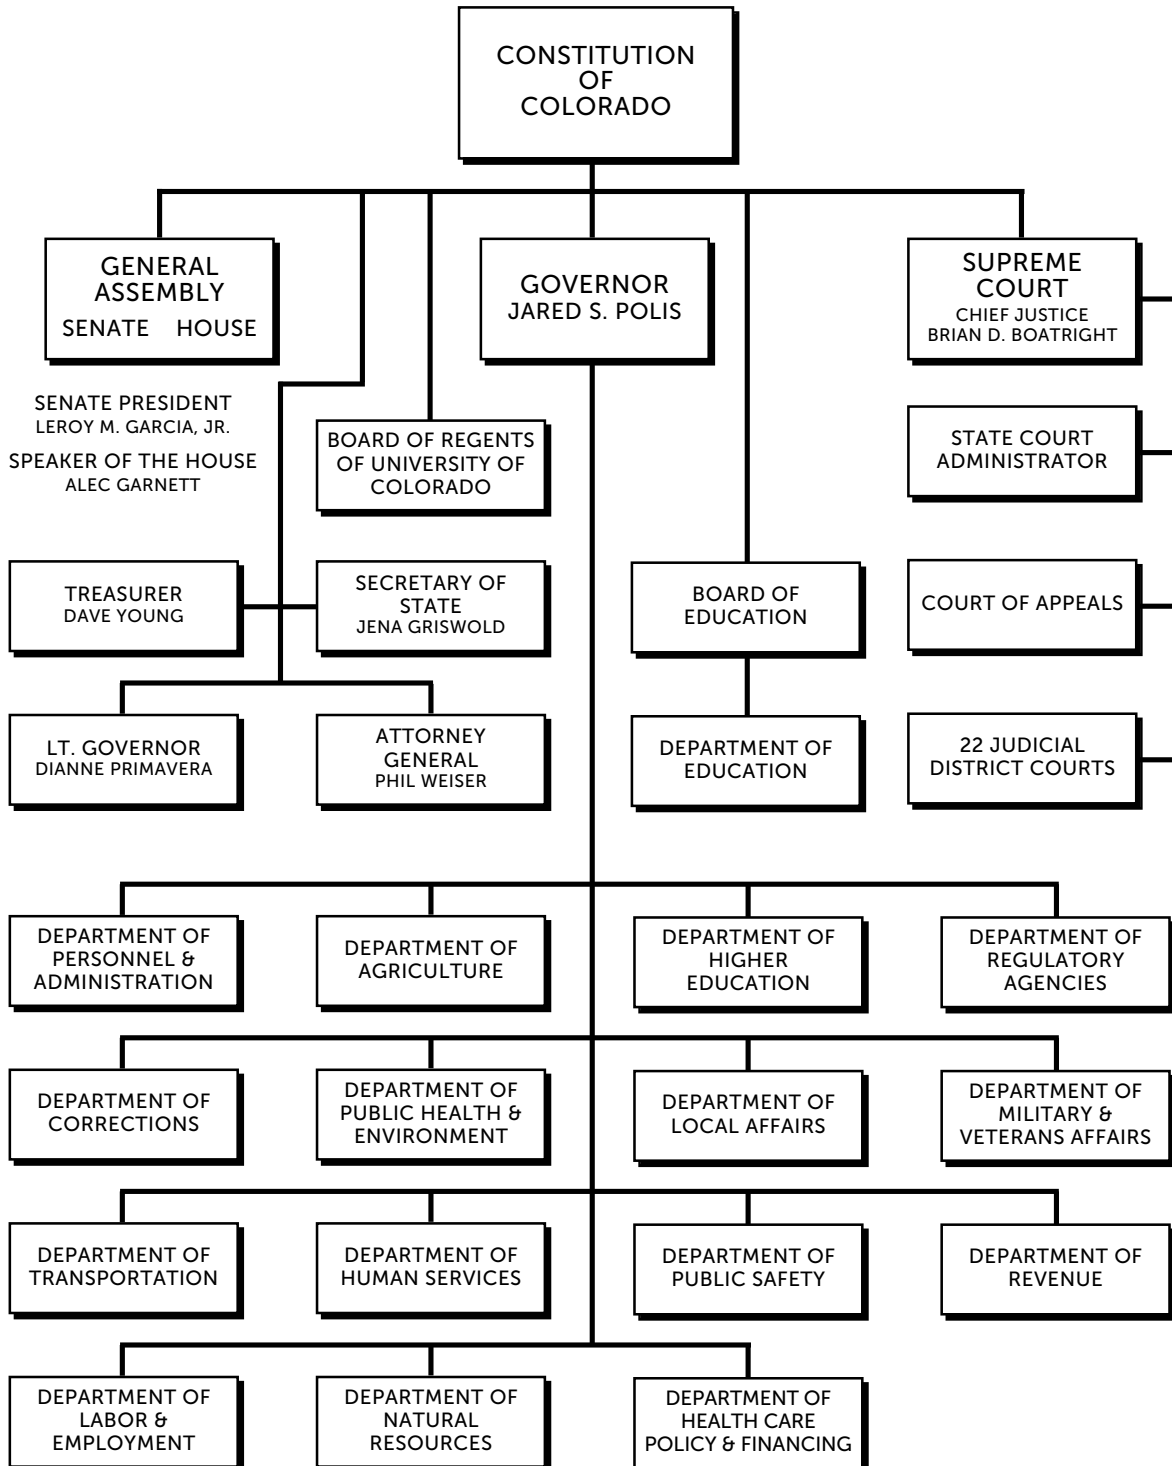 CONSTITUTION
OF
COLORADO
GENERAL
ASSEMBLY
SENATE HOUSE
GOVERNOR
JARED S. POLIS
SUPREME
COURT
CHIEF JUSTICE
BRIAN D. BOATRIGHT
SENATE PRESIDENT
LEROY M. GARCIA, JR.
SPEAKER OF THE HOUSE
ALEC GARNETT
BOARD OF REGENTS
OF UNIVERSITY OF
COLORADO
STATE COURT
ADMINISTRATOR
TREASURER
DAVE YOUNG
SECRETARY OF
STATE
JENA GRISWOLD
BOARD OF
EDUCATION
COURT OF APPEALS
LT. GOVERNOR
DIANNE PRIMAVERA
ATTORNEY
GENERAL
PHIL WEISER
DEPARTMENT OF
EDUCATION
22 JUDICIAL
DISTRICT COURTS
DEPARTMENT OF
PERSONNEL &
ADMINISTRATION
DEPARTMENT OF
AGRICULTURE
DEPARTMENT OF
HIGHER
EDUCATION
DEPARTMENT OF
REGULATORY
AGENCIES
DEPARTMENT OF
CORRECTIONS
DEPARTMENT OF
PUBLIC HEALTH &
ENVIRONMENT
DEPARTMENT OF
LOCAL AFFAIRS
DEPARTMENT OF
MILITARY &
VETERANS AFFAIRS
DEPARTMENT OF
TRANSPORTATION
DEPARTMENT OF
HUMAN SERVICES
DEPARTMENT OF
PUBLIC SAFETY
DEPARTMENT OF
REVENUE
DEPARTMENT OF
LABOR &
EMPLOYMENT
DEPARTMENT OF
NATURAL
RESOURCES
DEPARTMENT OF
HEALTH CARE
POLICY & FINANCING